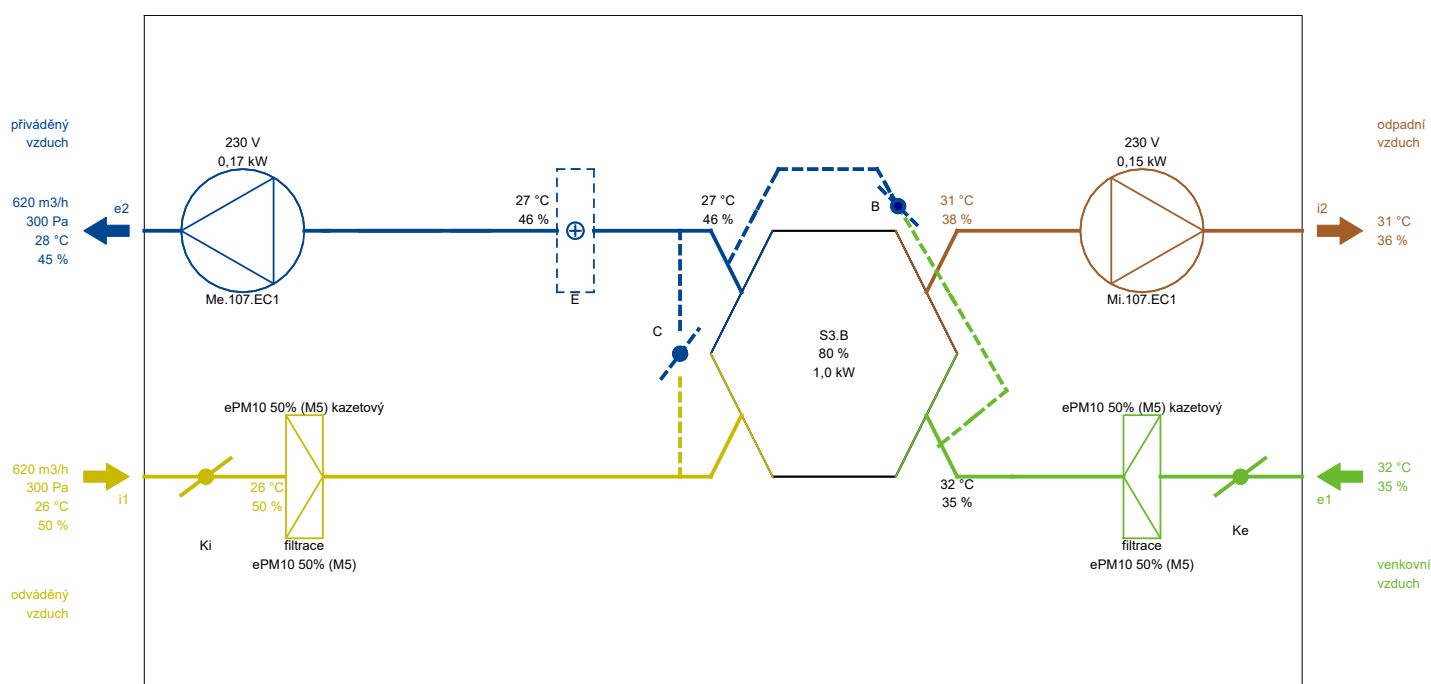 přiváděný
vzduch
620 m3/h
300 Pa
28 °C
45 %
e2
230 V
0,17 kW
Me.107.EC1
27 °C
46 %
E
27 °C
46 %
B
31 °C
38 %
230 V
0,15 kW
Mi.107.EC1
odpadní
vzduch
i2
31 °C
36 %
C
S3.B
80 %
1,0 kW
620 m3/h
300 Pa
26 °C
50 %
i1
Ki
ePM10 50% (M5) kazetový
26 °C
50 %
filtrace
ePM10 50% (M5)
32 °C
35 %
ePM10 50% (M5) kazetový
filtrace
ePM10 50% (M5)
Ke
e1
32 °C
35 %
odváděný
vzduch
venkovní
vzduch